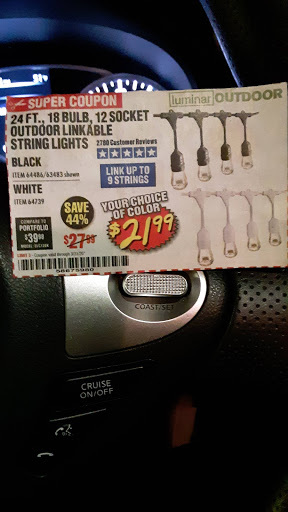 SUPER COUPON
luminar OUTDOOR
24 FT., 18 BULB, 12 SOCKET
OUTDOOR LINKABLE
STRING LIGHTS
2780 Customer Reviews
BLACK
ITEM 64486/63483 shown
WHITE
ITEM 64739
LINK UP TO
9 STRINGS
YOUR CHOICE
OF COLOR
SAVE
44%
COMPARE TO
PORTFOLIO
$39.98
$27.99
$21.99
COAST/SET
CRUISE
ON/OFF